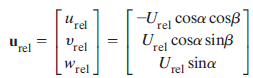 u_rel = [ u_rel ; v_rel ; w_rel ] = [ −U_rel cosα cosβ ; U_rel cosα sinβ ; U_rel sinα ]